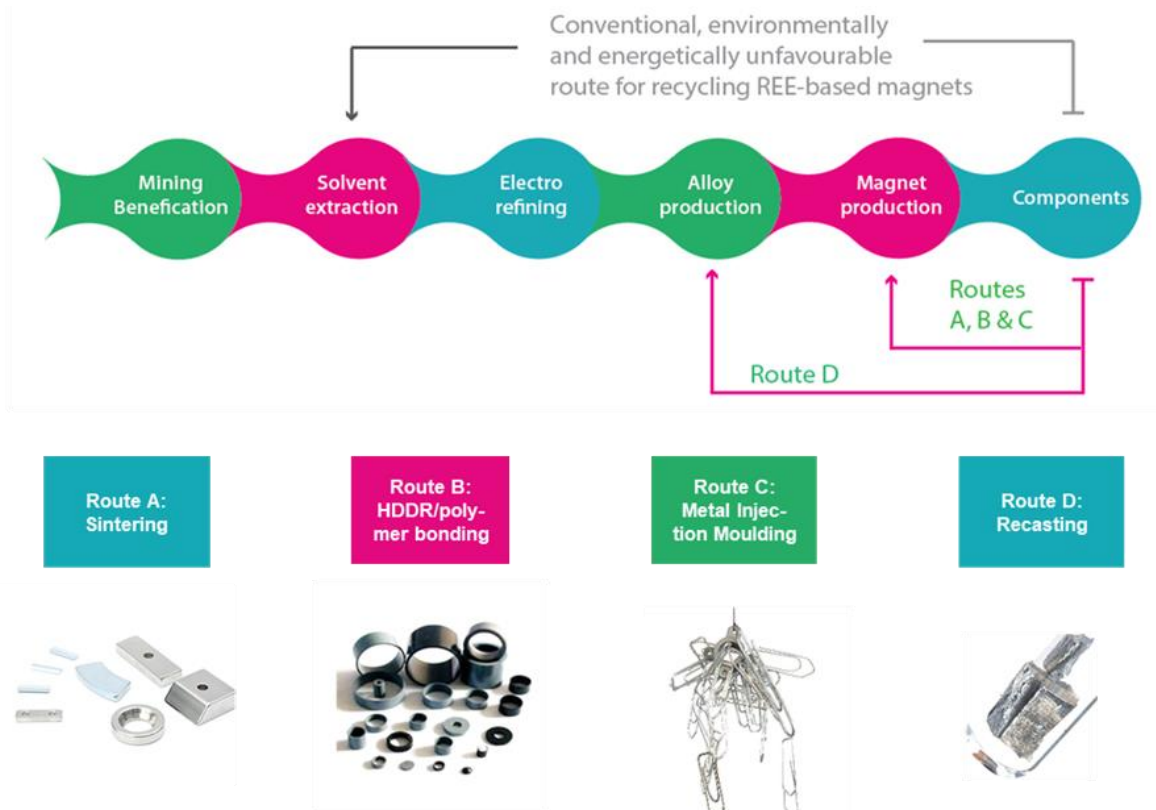 Conventional, environmentally
and energetically unfavourable
route for recycling REE-based magnets
Mining
Benefication
Solvent
extraction
Electro
refining
Alloy
production
Magnet
production
Components
Routes
A, B & C
Route D
Route A:
Sintering
Route B:
HDDR/poly-
mer bonding
Route C:
Metal Injec-
tion Moulding
Route D:
Recasting